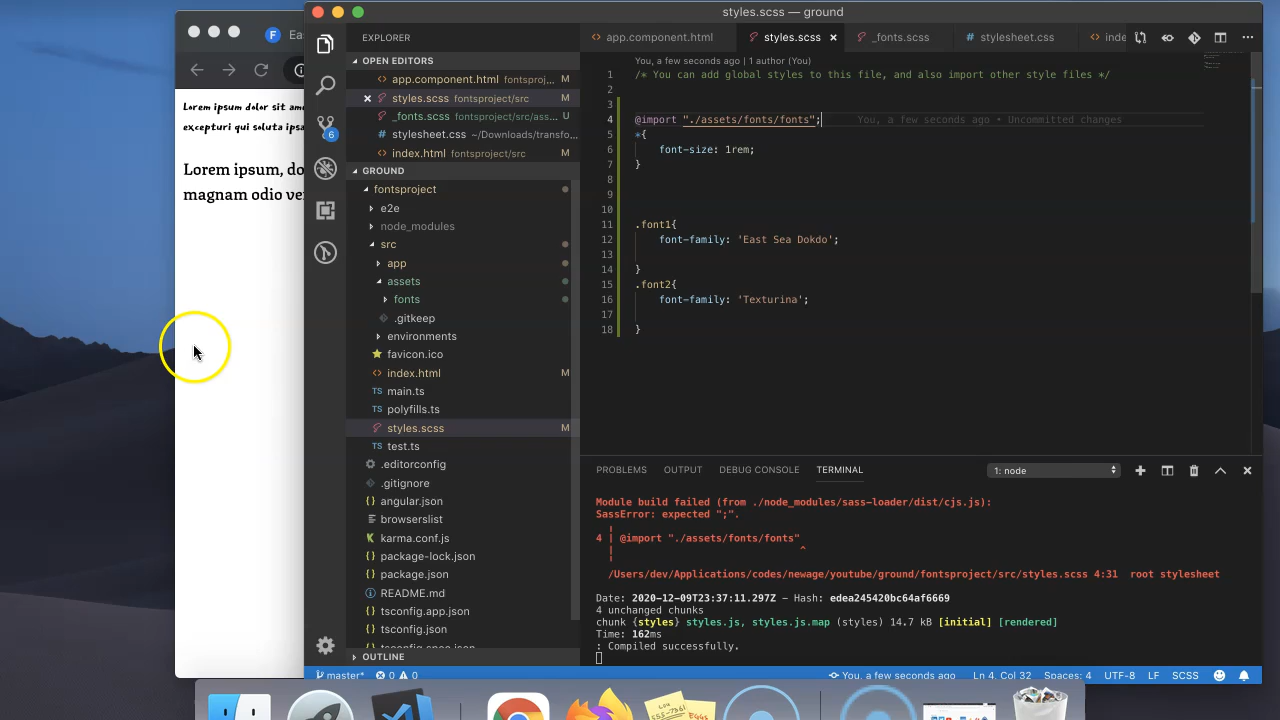 styles.scss — ground
Eas
Lorem ipsum dolor sit am
excepturi qui soluta ips
Lorem ipsum, do
magnam odio ve
EXPLORER
OPEN EDITORS
app.component.html fontsproj... M
styles.scss fontsproject/src M
_fonts.scss fontsproject/src/ass... U
stylesheet.css ~/Downloads/transfo...
index.html fontsproject/src M
GROUND
fontsproject
e2e
node_modules
src
app
assets
fonts
.gitkeep
environments
favicon.ico
index.html M
main.ts
polyfills.ts
styles.scss M
test.ts
.editorconfig
.gitignore
angular.json
browserslist
karma.conf.js
package-lock.json
package.json
README.md
tsconfig.app.json
tsconfig.json
tsconfig.spec.json
OUTLINE
6
app.component.html styles.scss _fonts.scss stylesheet.css inde
You, a few seconds ago | 1 author (You)
1 /* You can add global styles to this file, and also import other style files */
2
3
4 @import "./assets/fonts/fonts"; You, a few seconds ago • Uncommitted changes
5 *{
6 font-size: 1rem;
7 }
8
9
10
11 .font1{
12 font-family: 'East Sea Dokdo';
13
14 }
15 .font2{
16 font-family: 'Texturina';
17
18 }
PROBLEMS OUTPUT DEBUG CONSOLE TERMINAL 1: node
Module build failed (from ./node_modules/sass-loader/dist/cjs.js):
SassError: expected ";".
4 | @import "./assets/fonts/fonts"
^
/Users/dev/Applications/codes/newage/youtube/ground/fontsproject/src/styles.scss 4:31 root stylesheet
Date: 2020-12-09T23:37:11.297Z – Hash: edea245420bc64af6669
4 unchanged chunks
chunk {styles} styles.js, styles.js.map (styles) 14.7 kB [initial] [rendered]
Time: 162ms
: Compiled successfully.
master* 0 0 You, a few seconds ago Ln 4, Col 32 Spaces: 4 UTF-8 LF SCSS
555-7361
EGGS